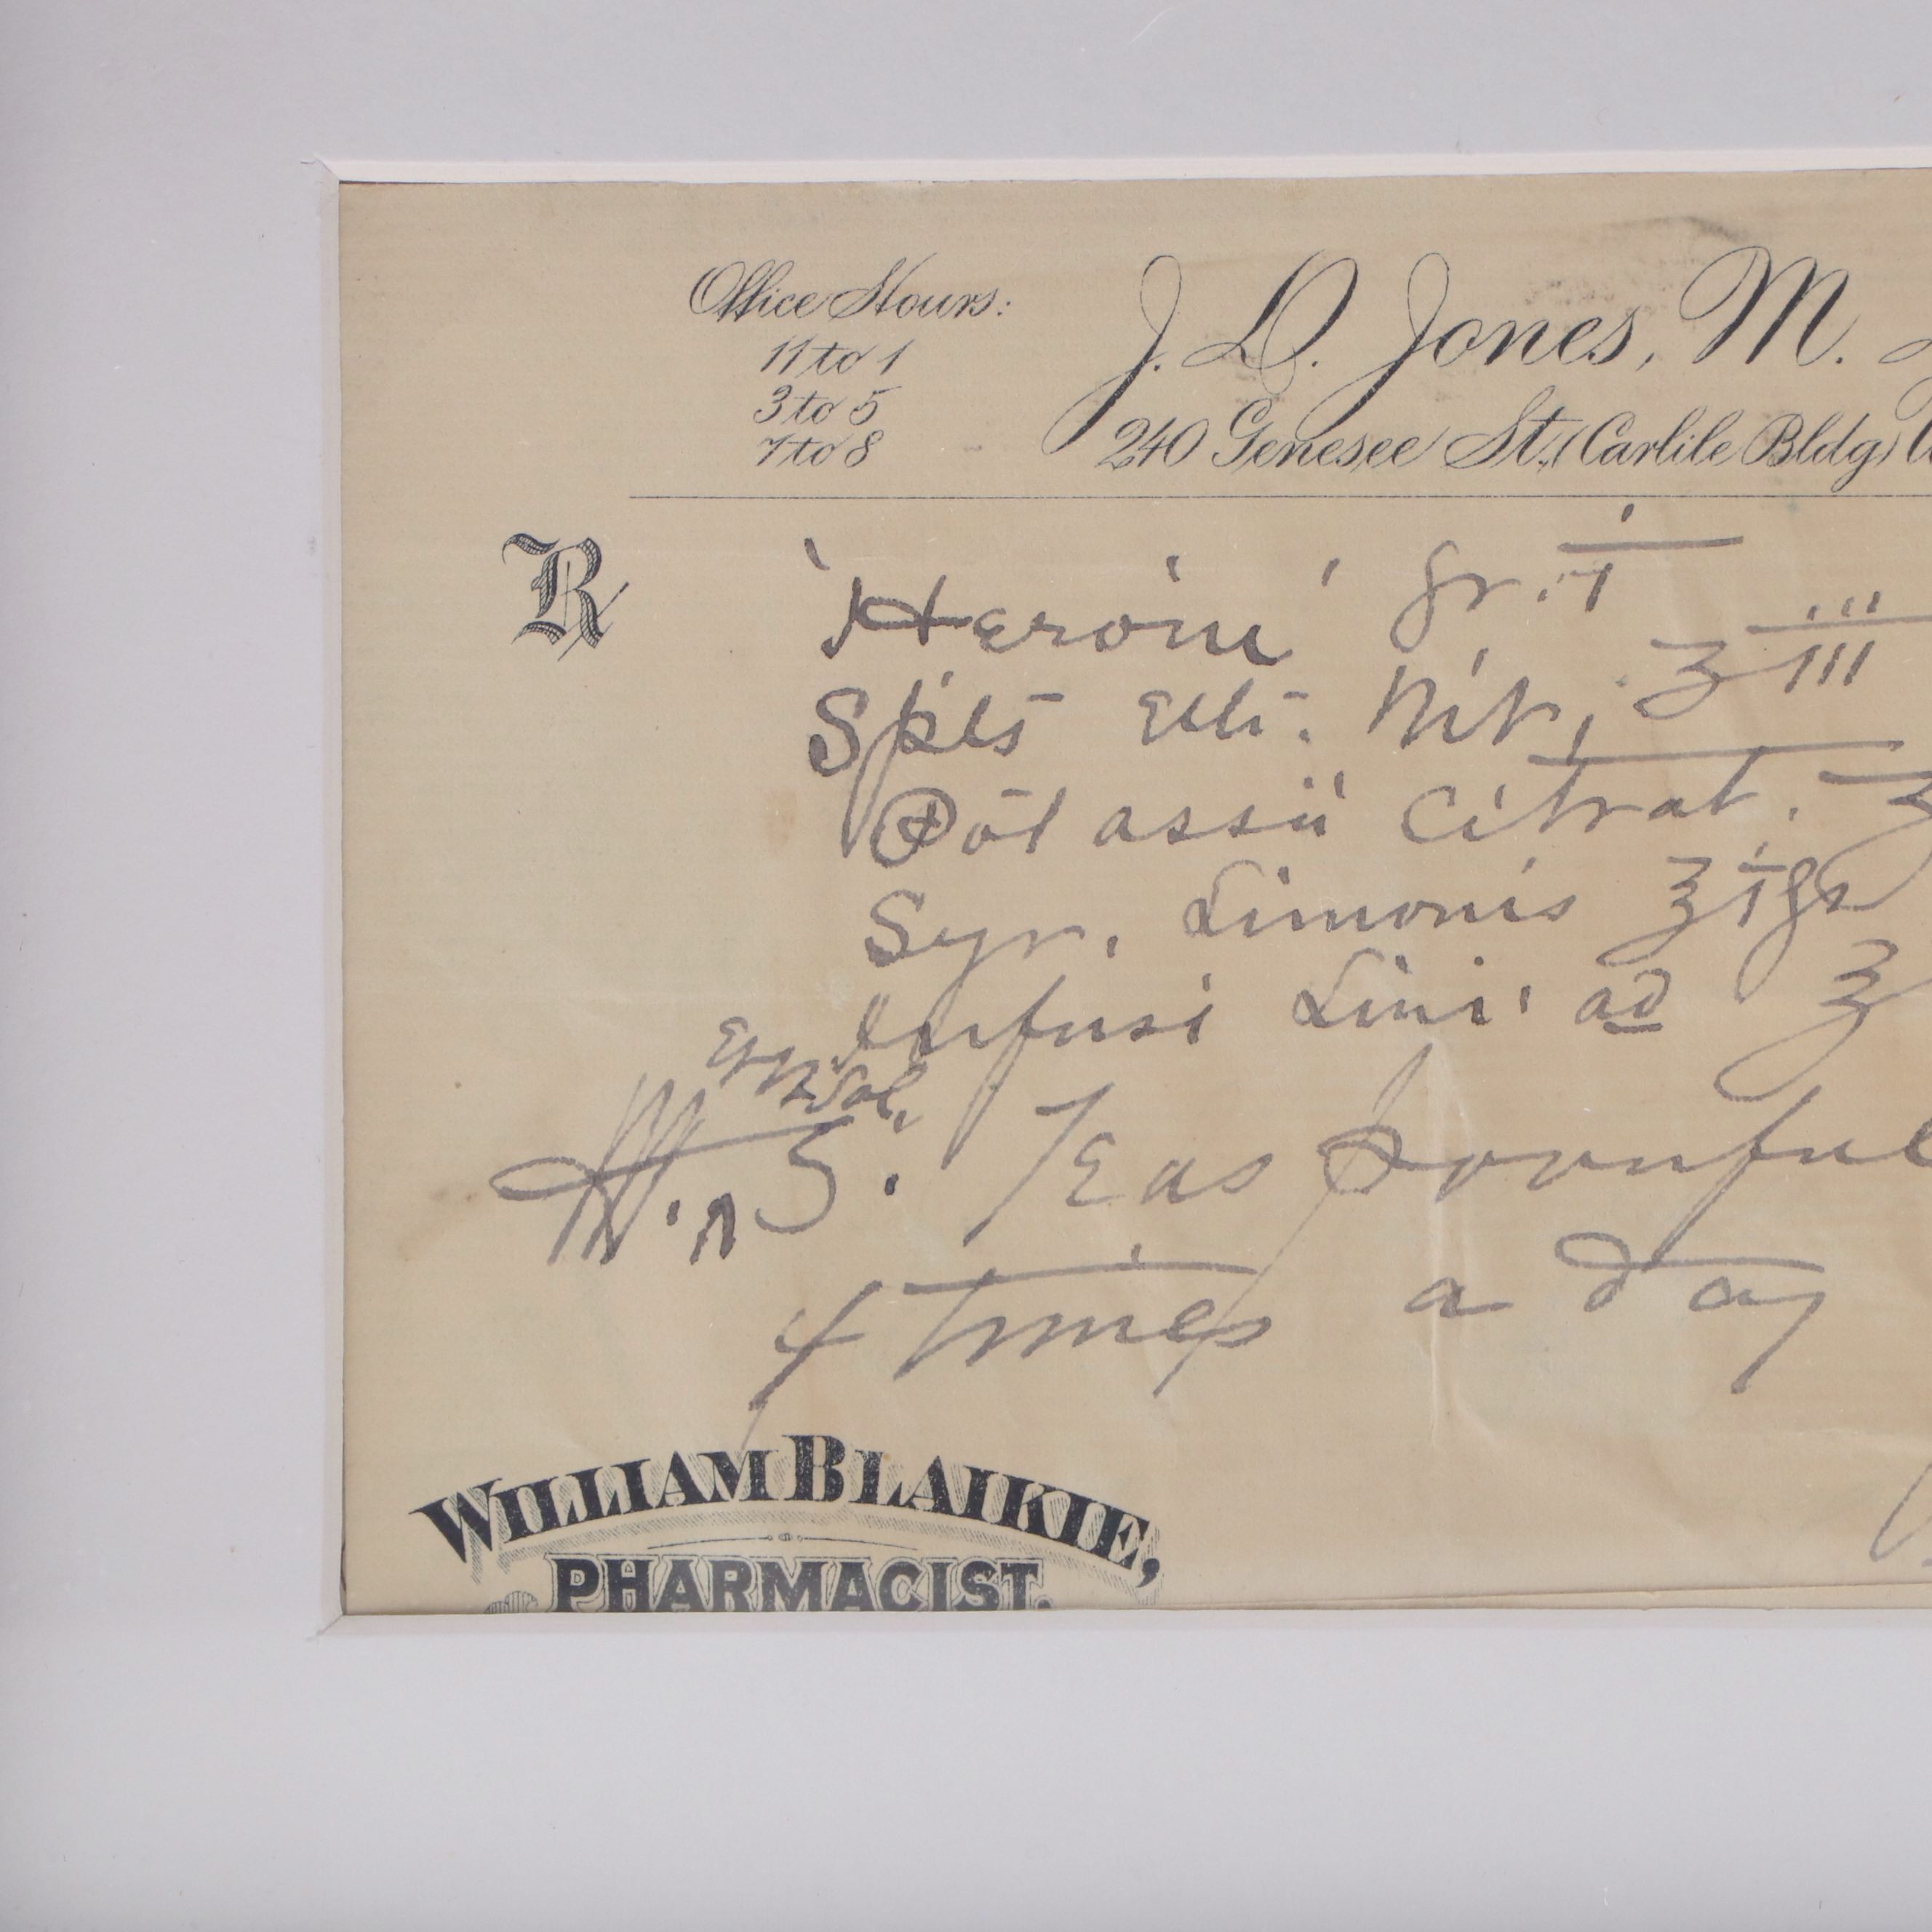 Office Hours:
11 to 1
3 to 5
7 to 8
J. D. Jones, M.
240 Genesee St., (Carlile Bldg)
℞
'Heroin' gr. i
Spts Eth. Nit, ʒ iii
Potassii Citrat. ʒ
Syr. Limonis ℥ iss
Infusi Lini. ad ℥
Sol.
S. Teaspoonful
4 times a day
WILLIAM BLAIKIE,
PHARMACIST.